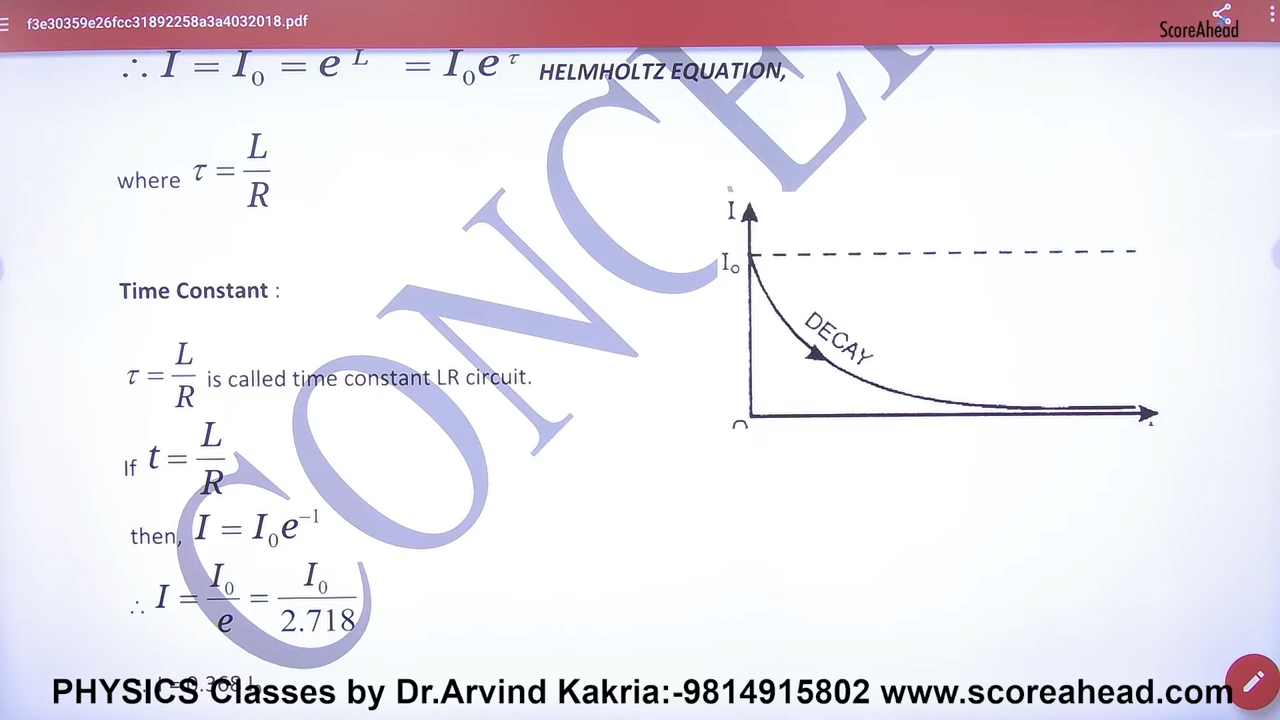 f3e30359e26fcc31892258a3a4032018.pdf
ScoreAhead
∴ I = I₀ = e ᴸ = I₀e ᵗ HELMHOLTZ EQUATION,
where τ = L/R
I
I₀
DECAY
Time Constant :
τ = L/R is called time constant LR circuit.
If t = L/R
then, I = I₀e⁻¹
∴ I = I₀/e = I₀/2.718
PHYSICS Classes by Dr.Arvind Kakria:-9814915802 www.scoreahead.com
CONCE